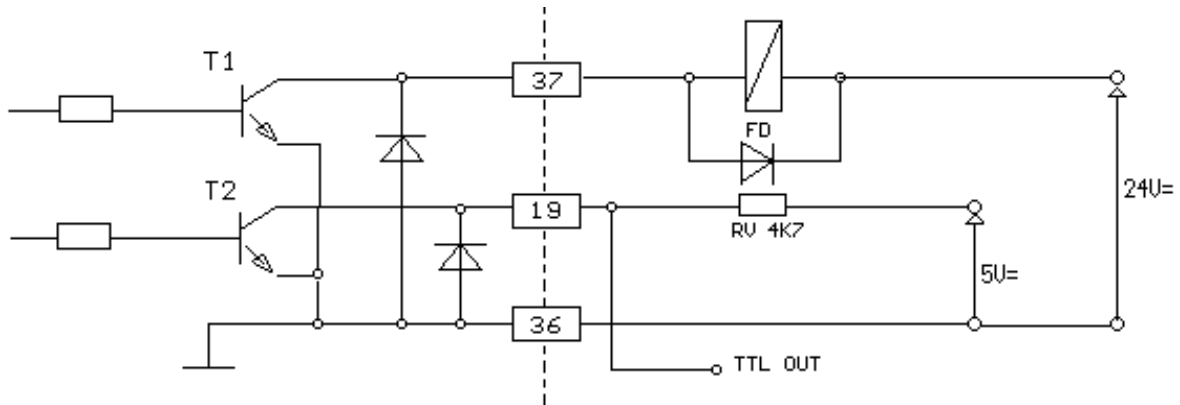 T1
37
FD
T2
19
RV 4K7
24V=
5V=
36
TTL OUT